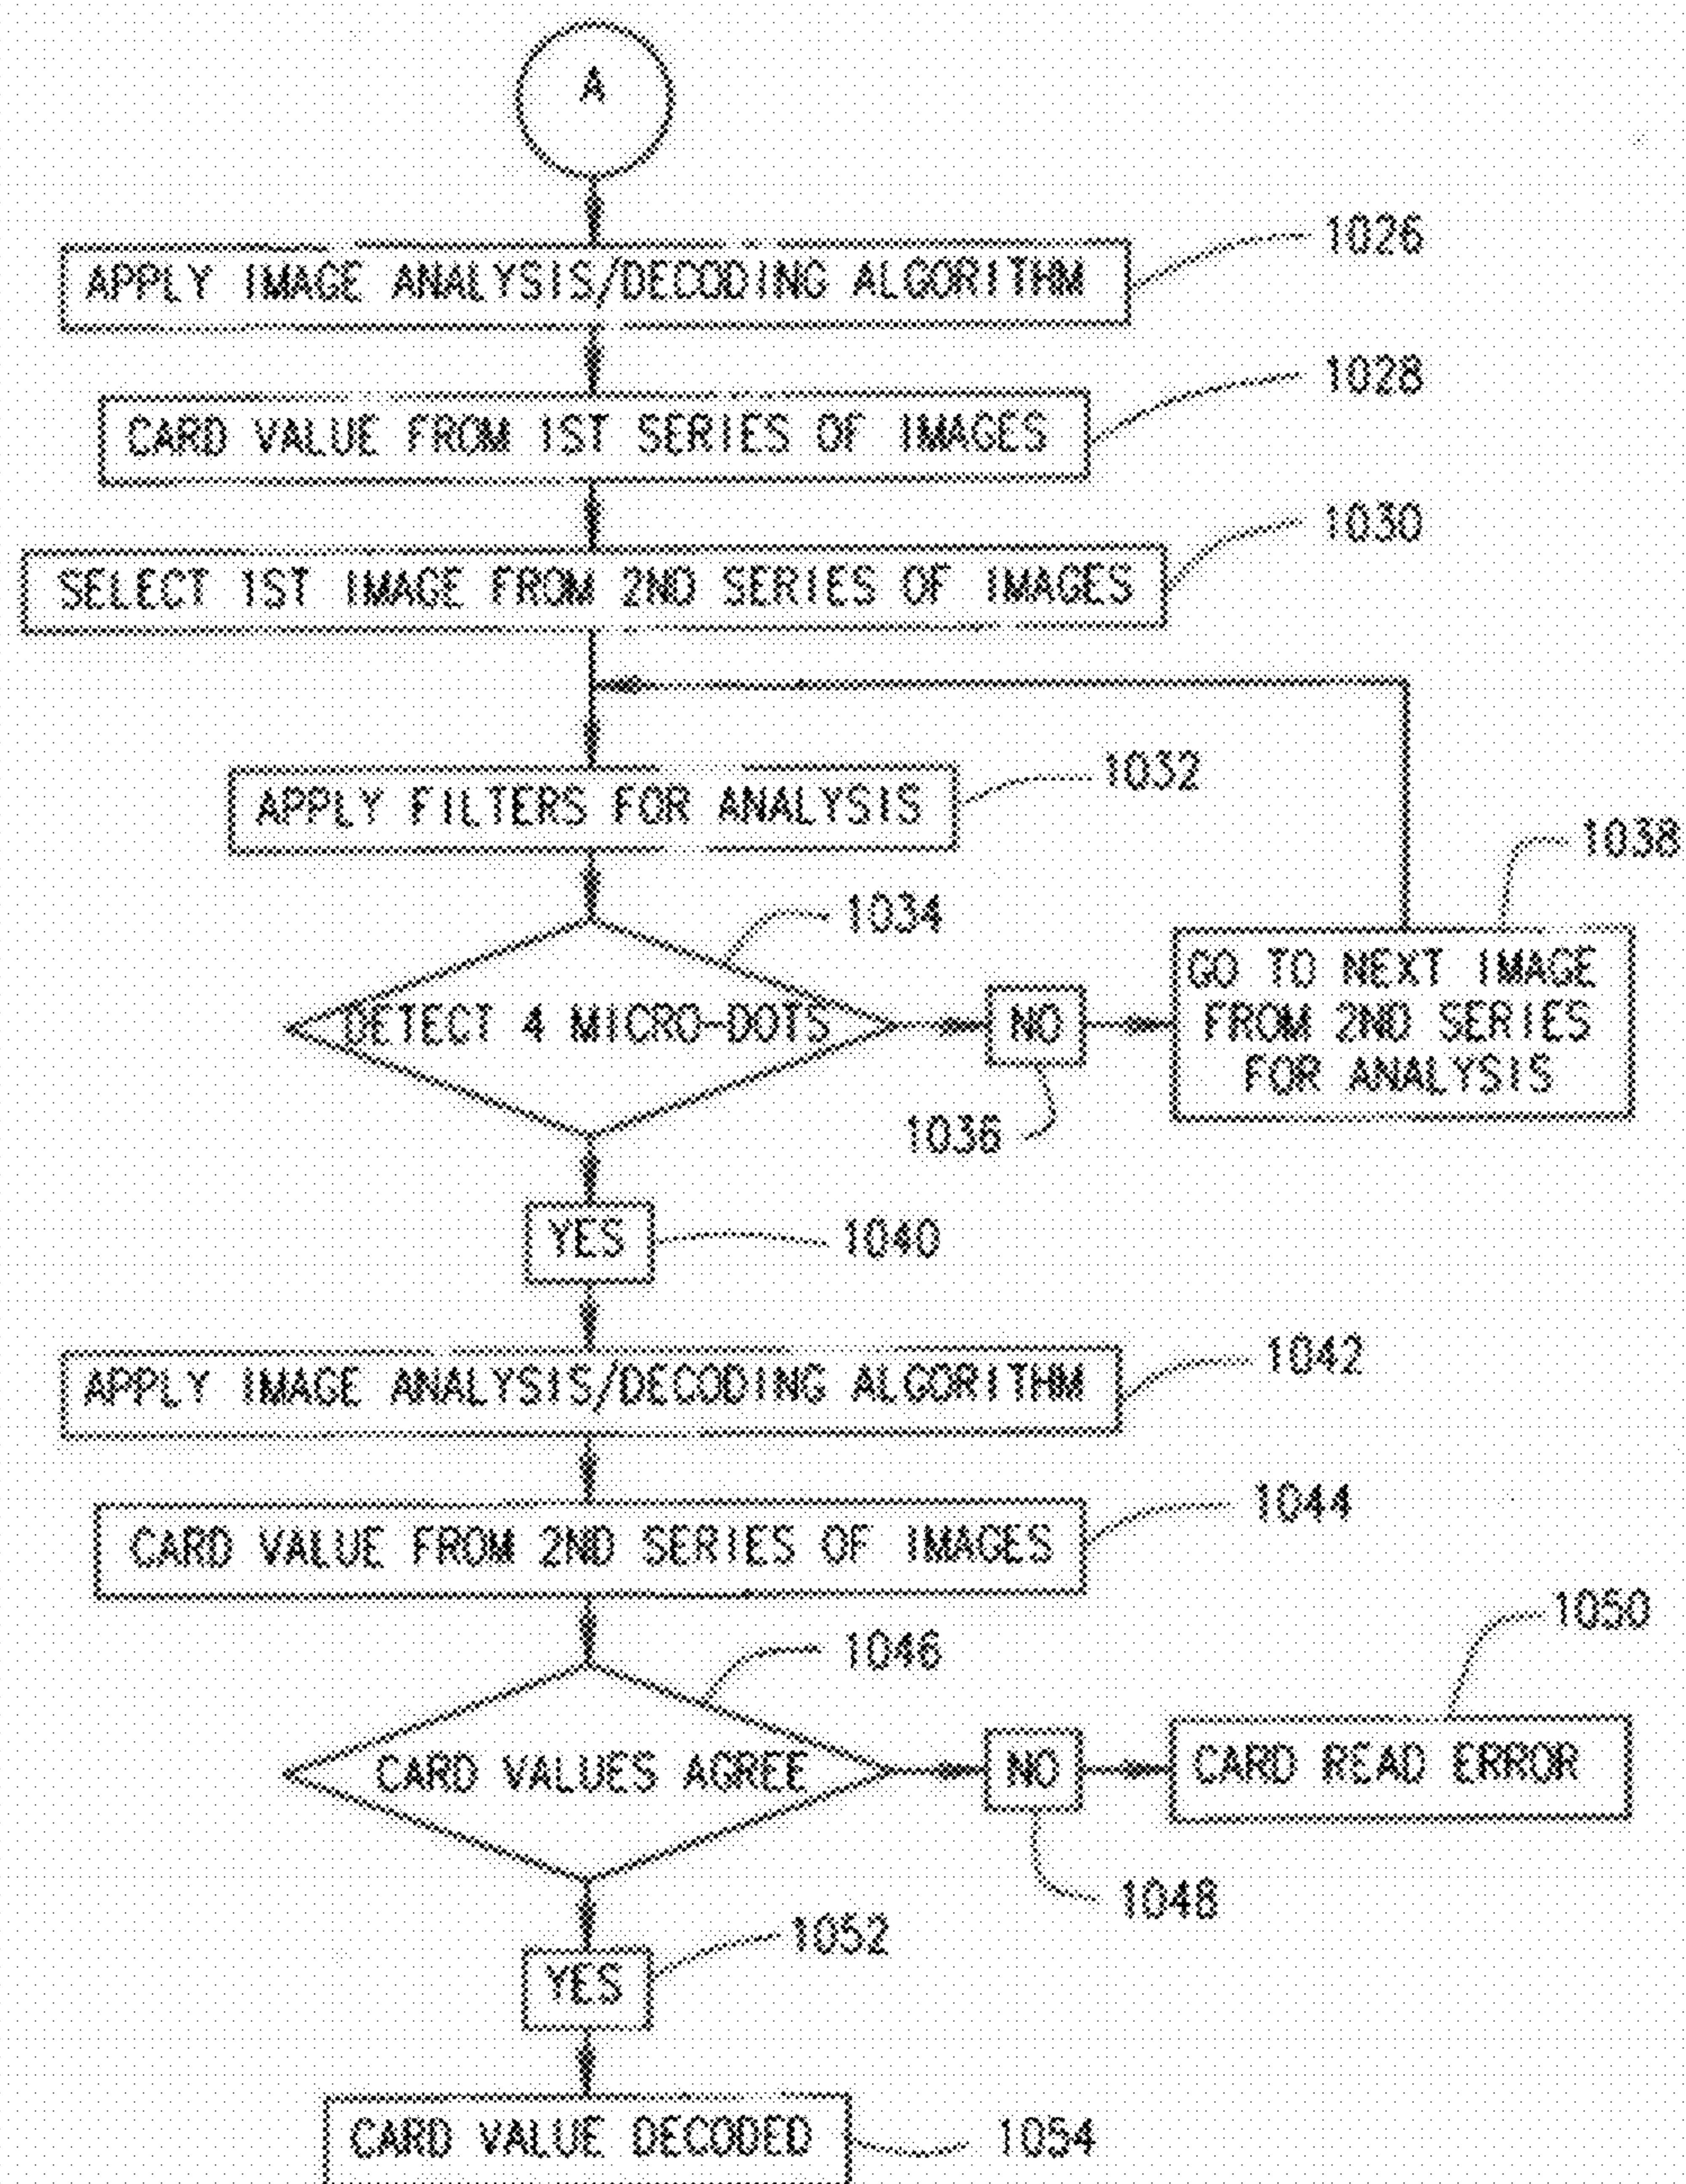 A
1026
APPLY IMAGE ANALYSIS/DECODING ALGORITHM
1028
CARD VALUE FROM 1ST SERIES OF IMAGES
1030
SELECT 1ST IMAGE FROM 2ND SERIES OF IMAGES
1032
APPLY FILTERS FOR ANALYSIS
1038
1034
GO TO NEXT IMAGE
FROM 2ND SERIES
FOR ANALYSIS
DETECT 4 MICRO-DOTS
NO
1036
YES
1040
1042
APPLY IMAGE ANALYSIS/DECODING ALGORITHM
1044
CARD VALUE FROM 2ND SERIES OF IMAGES
1050
1046
CARD VALUES AGREE
NO
CARD READ ERROR
1048
1052
YES
CARD VALUE DECODED
1054